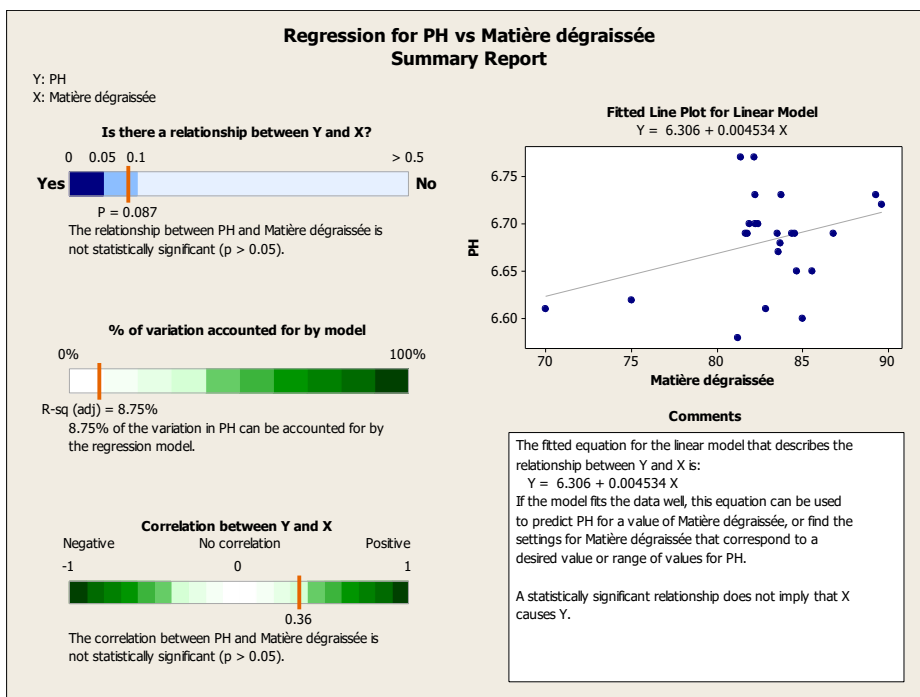 Regression for PH vs Matière dégraissée
Summary Report
Y: PH
X: Matière dégraissée
Is there a relationship between Y and X?
0 0.05 0.1 > 0.5
Yes No
P = 0.087
The relationship between PH and Matière dégraissée is
not statistically significant (p > 0.05).
% of variation accounted for by model
0% 100%
R-sq (adj) = 8.75%
8.75% of the variation in PH can be accounted for by
the regression model.
Correlation between Y and X
Negative No correlation Positive
-1 0 1
0.36
The correlation between PH and Matière dégraissée is
not statistically significant (p > 0.05).
Fitted Line Plot for Linear Model
Y = 6.306 + 0.004534 X
6.75
6.70
6.65
6.60
PH
70 75 80 85 90
Matière dégraissée
Comments
The fitted equation for the linear model that describes the
relationship between Y and X is:
Y = 6.306 + 0.004534 X
If the model fits the data well, this equation can be used
to predict PH for a value of Matière dégraissée, or find the
settings for Matière dégraissée that correspond to a
desired value or range of values for PH.
A statistically significant relationship does not imply that X
causes Y.